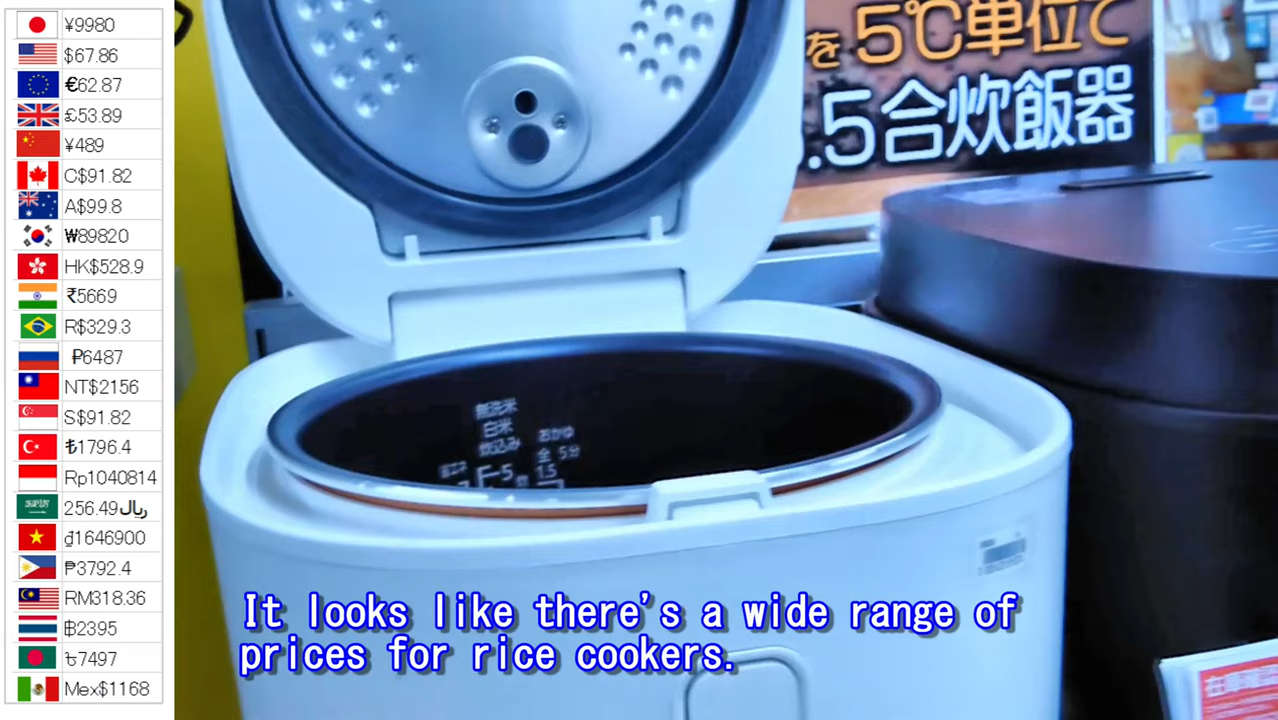 ¥9980
$67.86
€62.87
£53.89
¥489
C$91.82
A$99.8
₩89820
HK$528.9
₹5669
R$329.3
₽6487
NT$2156
S$91.82
₺1796.4
Rp1040814
256.49ریال
₫1646900
₱3792.4
RM318.36
฿2395
৳7497
Mex$1168
を5℃単位で
.5合炊飯器
無洗米
白米
炊込み
おかゆ
全 5分
1.5
It looks like there's a wide range of
prices for rice cookers.